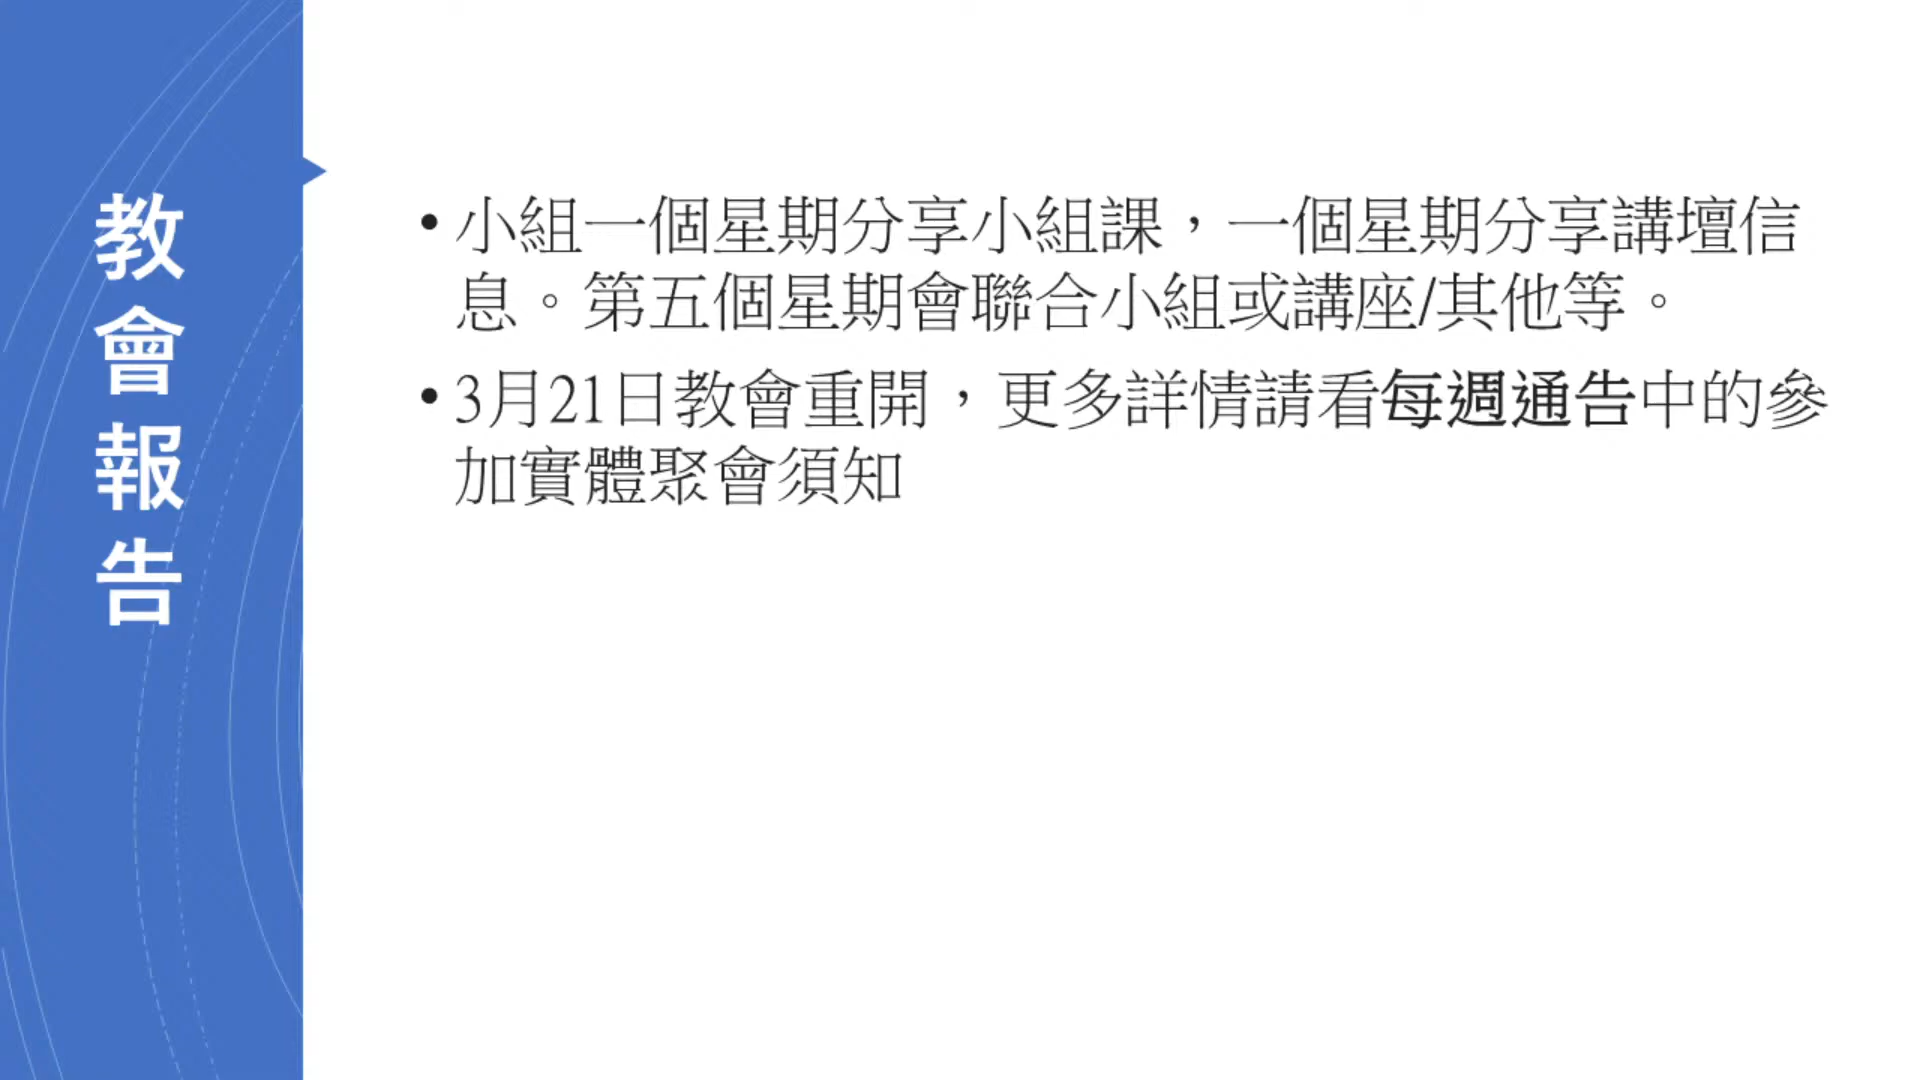 教會報告
• 小組一個星期分享小組課，一個星期分享講壇信
息。第五個星期會聯合小組或講座/其他等。
• 3月21日教會重開，更多詳情請看每週通告中的參
加實體聚會須知